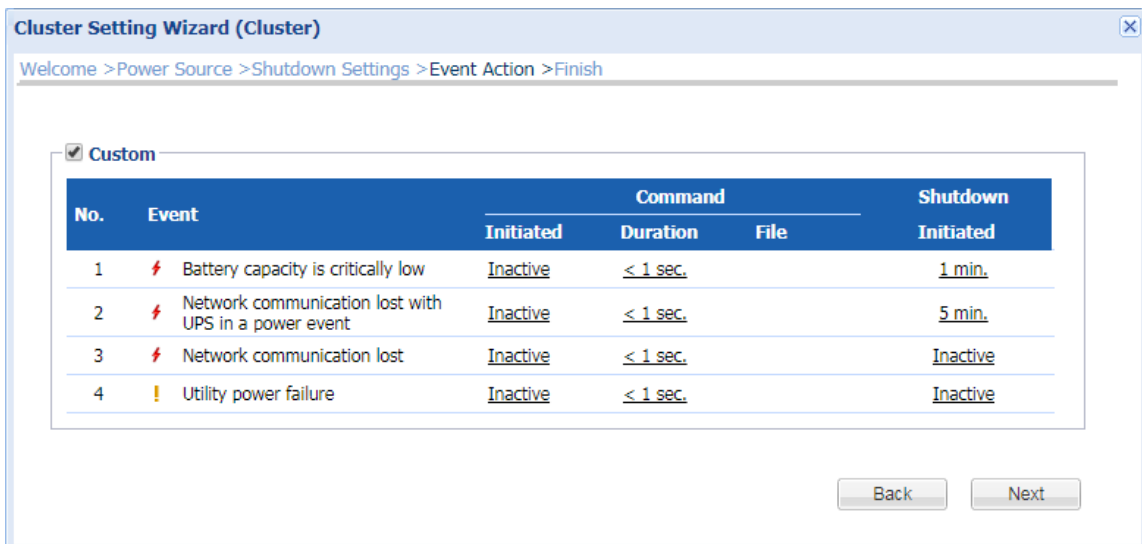 Cluster Setting Wizard (Cluster)
Welcome >Power Source >Shutdown Settings >Event Action >Finish
Custom
No. Event Command Shutdown
Initiated Duration File Initiated
1 Battery capacity is critically low Inactive < 1 sec. 1 min.
2 Network communication lost with UPS in a power event Inactive < 1 sec. 5 min.
3 Network communication lost Inactive < 1 sec. Inactive
4 Utility power failure Inactive < 1 sec. Inactive
Back Next